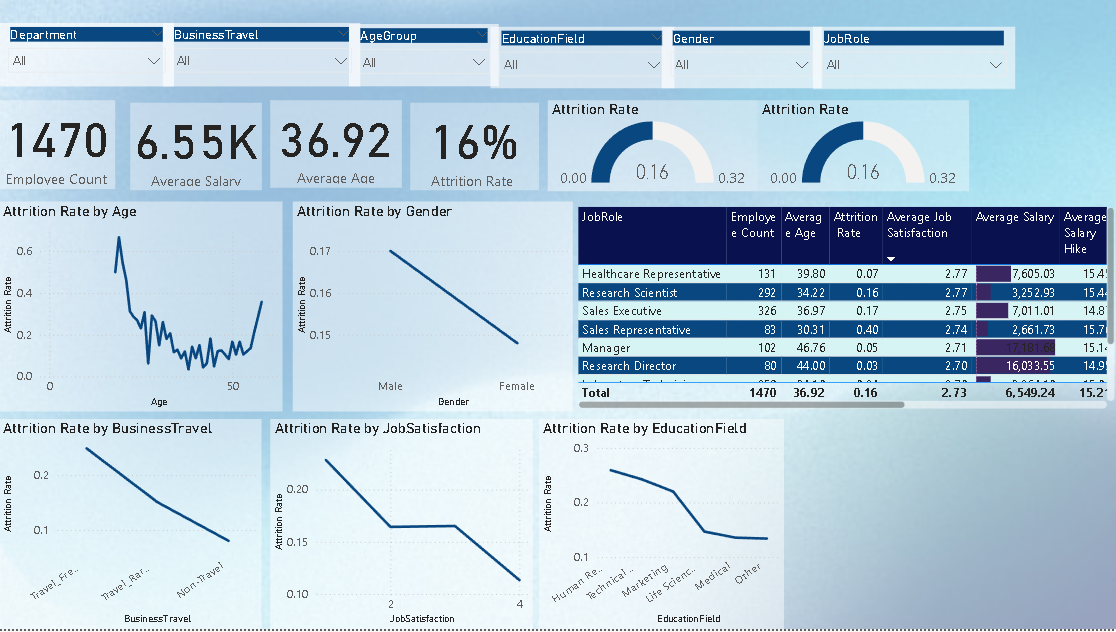 Department
BusinessTravel
AgeGroup
EducationField
Gender
JobRole
All
All
All
All
All
All
1470
Employee Count
6.55K
Average Salary
36.92
Average Age
16%
Attrition Rate
Attrition Rate
0.16
0.00
0.32
Attrition Rate
0.16
0.00
0.32
Attrition Rate by Age
Attrition Rate
0.6
0.4
0.2
0.0
0
50
Age
Attrition Rate by Gender
Attrition Rate
0.17
0.16
0.15
Male
Female
Gender
JobRole Employe Averag Attrition Average Job Average Salary Average
e Count e Age Rate Satisfaction Salary
Hike
Healthcare Representative 131 39.80 0.07 2.77 7,605.03 15.4
Research Scientist 292 34.22 0.16 2.77 3,252.93 15.4
Sales Executive 326 36.97 0.17 2.75 7,011.01 14.8
Sales Representative 83 30.31 0.40 2.74 2,661.73 15.7
Manager 102 46.76 0.05 2.71 15.1
Research Director 80 44.00 0.03 2.70 16,033.55 14.9
Total 1470 36.92 0.16 2.73 6,549.24 15.2
Attrition Rate by BusinessTravel
Attrition Rate
0.2
0.1
Travel_Fre...
Travel_Rar...
Non-Travel
BusinessTravel
Attrition Rate by JobSatisfaction
Attrition Rate
0.20
0.15
0.10
2
4
JobSatisfaction
Attrition Rate by EducationField
Attrition Rate
0.3
0.2
0.1
Human Re...
Technical ...
Marketing
Life Scienc...
Medical
Other
EducationField